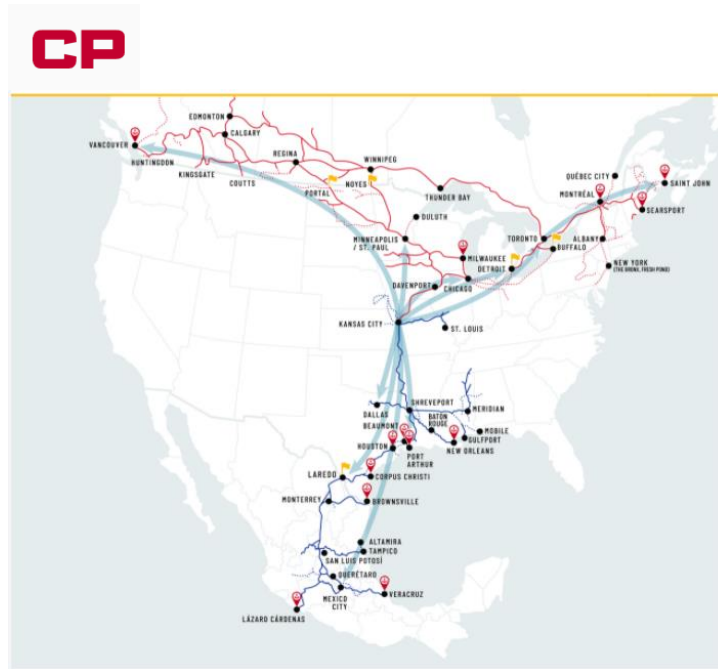 CP
EDMONTON
CALGARY
VANCOUVER
HUNTINGDON
KINGSGATE
COUTTS
REGINA
PORTAL
WINNIPEG
NOYES
THUNDER BAY
DULUTH
MINNEAPOLIS
/ ST. PAUL
MILWAUKEE
CHICAGO
DAVENPORT
DETROIT
TORONTO
BUFFALO
QUÉBEC CITY
MONTRÉAL
SAINT JOHN
SEARSPORT
ALBANY
NEW YORK
(THE BRONX, FRESH POND)
KANSAS CITY
ST. LOUIS
SHREVEPORT
DALLAS
MERIDIAN
BEAUMONT
BATON
ROUGE
MOBILE
GULFPORT
HOUSTON
PORT
ARTHUR
NEW ORLEANS
LAREDO
CORPUS CHRISTI
MONTERREY
BROWNSVILLE
ALTAMIRA
TAMPICO
SAN LUIS POTOSÍ
QUERÉTARO
MEXICO
CITY
VERACRUZ
LÁZARO CÁRDENAS